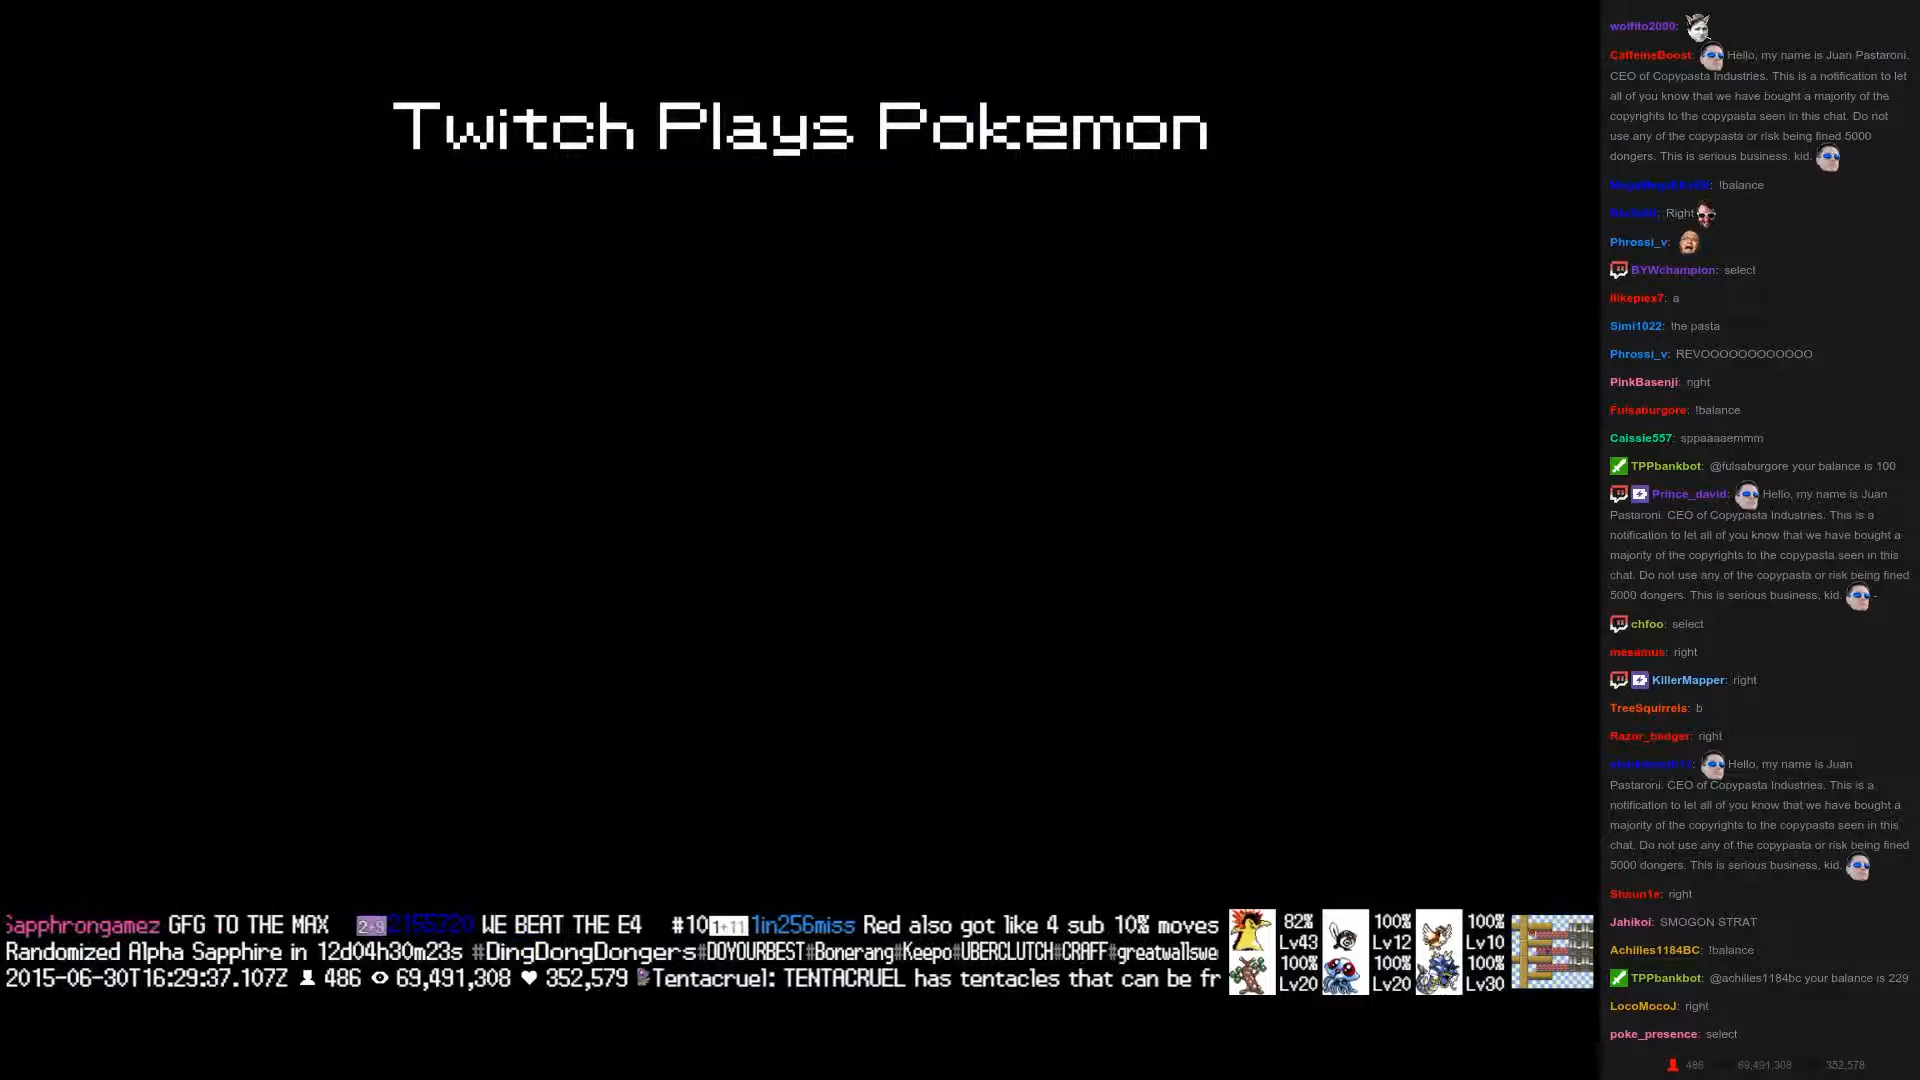 Twitch Plays Pokemon
Sapphrongamez GFG TO THE MAX 2+9 2155720 WE BEAT THE E4 #10 1+11 1in256miss Red also got like 4 sub 10% moves
Randomized Alpha Sapphire in 12d04h30m23s #DingDongDongers#DOYOURBEST#Bonerang#Keepo#UBERCLUTCH#CRAFF#greatwallswe
2015-06-30T16:29:37.107Z 486 69,491,308 352,579 Tentacruel: TENTACRUEL has tentacles that can be fr
82% 100% 100%
Lv43 Lv12 Lv10
100% 100% 100%
Lv20 Lv20 Lv30
wolfito2000:
CaffeineBoost: Hello, my name is Juan Pastaroni.
CEO of Copypasta Industries. This is a notification to let
all of you know that we have bought a majority of the
copyrights to the copypasta seen in this chat. Do not
use any of the copypasta or risk being fined 5000
dongers. This is serious business, kid.
!balance
Right
Phrossi_v:
BYWchampion: select
Ilikepiex7: a
Simi1022: the pasta
Phrossi_v: REVOOOOOOOOOOOO
PinkBasenji: right
Fulsaburgore: !balance
Caissie557: sppaaaaemmm
TPPbankbot: @fulsaburgore your balance is 100
Prince_david: Hello, my name is Juan
Pastaroni. CEO of Copypasta Industries. This is a
notification to let all of you know that we have bought a
majority of the copyrights to the copypasta seen in this
chat. Do not use any of the copypasta or risk being fined
5000 dongers. This is serious business, kid. -
chfoo: select
mesamus: right
KillerMapper: right
TreeSquirrels: b
Razor_badger: right
Hello, my name is Juan
Pastaroni. CEO of Copypasta Industries. This is a
notification to let all of you know that we have bought a
majority of the copyrights to the copypasta seen in this
chat. Do not use any of the copypasta or risk being fined
5000 dongers. This is serious business, kid.
Shaun1e: right
Jahikoi: SMOGON STRAT
Achilles1184BC: !balance
TPPbankbot: @achilles1184bc your balance is 229
LocoMocoJ: right
poke_presence: select
486 69,491,308 352,578